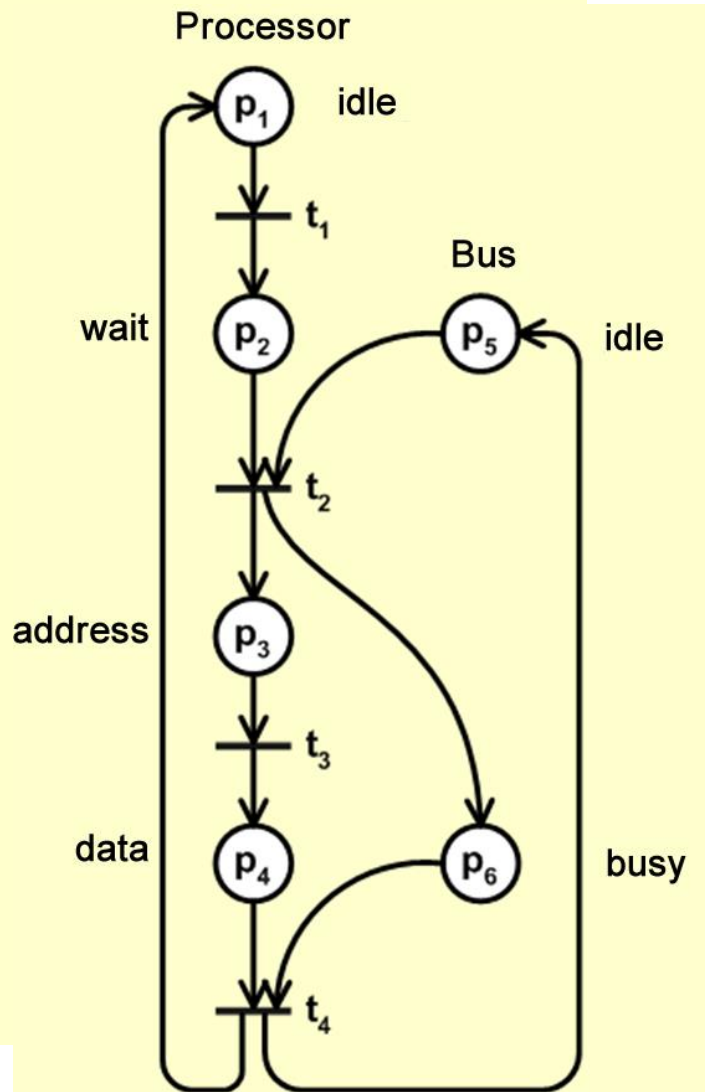 Processor
p₁ idle
t₁
Bus
wait p₂ p₅ idle
t₂
address p₃
t₃
data p₄ p₆ busy
t₄